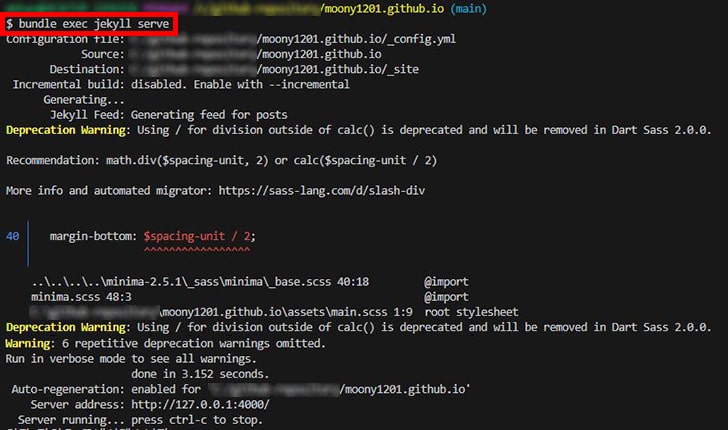 /moony1201.github.io (main)
$ bundle exec jekyll serve
Configuration file: /moony1201.github.io/_config.yml
Source: /moony1201.github.io
Destination: /moony1201.github.io/_site
Incremental build: disabled. Enable with --incremental
Generating...
Jekyll Feed: Generating feed for posts
Deprecation Warning: Using / for division outside of calc() is deprecated and will be removed in Dart Sass 2.0.0.
Recommendation: math.div($spacing-unit, 2) or calc($spacing-unit / 2)
More info and automated migrator: https://sass-lang.com/d/slash-div
40 │ margin-bottom: $spacing-unit / 2;
^^^^^^^^^^^^^^^^^
..\..\..\..\minima-2.5.1\_sass\minima\_base.scss 40:18 @import
minima.scss 48:3 @import
\moony1201.github.io\assets\main.scss 1:9 root stylesheet
Deprecation Warning: Using / for division outside of calc() is deprecated and will be removed in Dart Sass 2.0.0.
Warning: 6 repetitive deprecation warnings omitted.
Run in verbose mode to see all warnings.
done in 3.152 seconds.
Auto-regeneration: enabled for /moony1201.github.io'
Server address: http://127.0.0.1:4000/
Server running... press ctrl-c to stop.